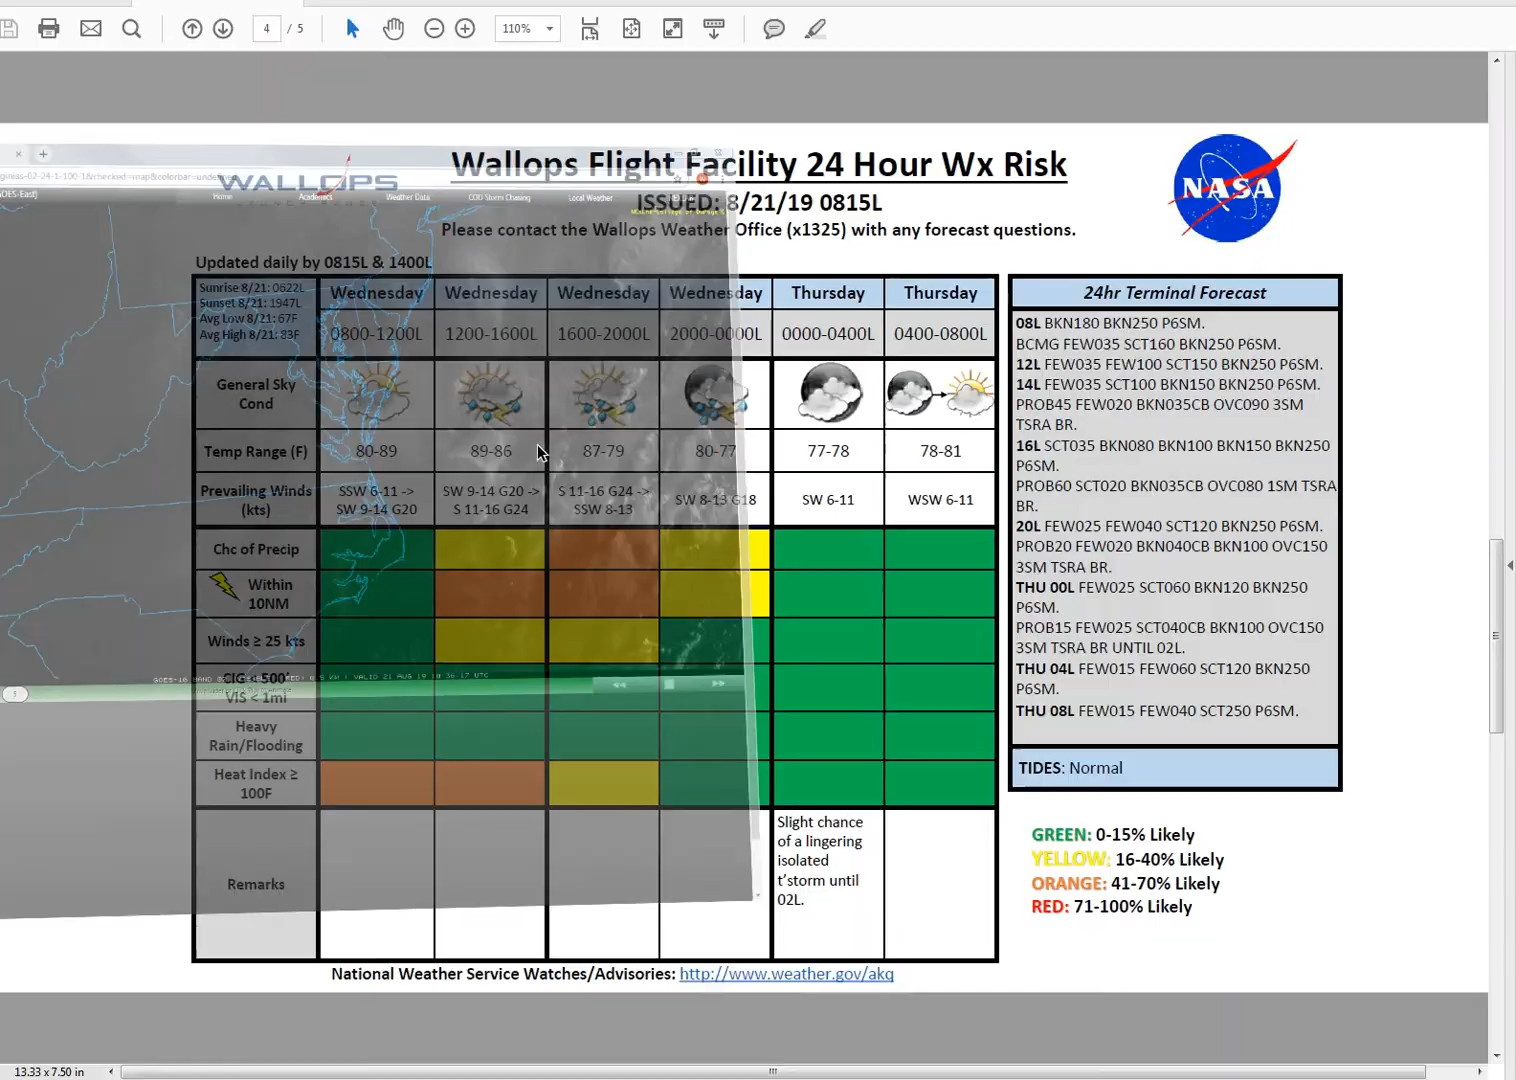 4 / 5
110%
Wallops Flight Facility 24 Hour Wx Risk
WALLOPS
NASA
Home Academics Weather Data COD Storm Chasing Local Weather
ISSUED: 8/21/19 0815L
Please contact the Wallops Weather Office (x1325) with any forecast questions.
Updated daily by 0815L & 1400L
Sunrise 8/21: 0622L
Sunset 8/21: 1947L
Avg Low 8/21: 67F
Avg High 8/21: 83F
Wednesday Wednesday Wednesday Wednesday Thursday Thursday
0800-1200L 1200-1600L 1600-2000L 2000-0000L 0000-0400L 0400-0800L
General Sky
Cond
Temp Range (F) 80-89 89-86 87-79 80-77 77-78 78-81
Prevailing Winds
(kts)
SSW 6-11 ->
SW 9-14 G20
SW 9-14 G20 ->
S 11-16 G24
S 11-16 G24 ->
SSW 8-13
SW 8-13 G18
SW 6-11
WSW 6-11
Chc of Precip
Within
10NM
Winds ≥ 25 kts
CIG < 500'
VIS < 1mi
Heavy
Rain/Flooding
Heat Index ≥
100F
Remarks
Slight chance
of a lingering
isolated
t'storm until
02L.
VALID 21 AUG 19
5
National Weather Service Watches/Advisories: http://www.weather.gov/akq
24hr Terminal Forecast
08L BKN180 BKN250 P6SM.
BCMG FEW035 SCT160 BKN250 P6SM.
12L FEW035 FEW100 SCT150 BKN250 P6SM.
14L FEW035 SCT100 BKN150 BKN250 P6SM.
PROB45 FEW020 BKN035CB OVC090 3SM
TSRA BR.
16L SCT035 BKN080 BKN100 BKN150 BKN250
P6SM.
PROB60 SCT020 BKN035CB OVC080 1SM TSRA
BR.
20L FEW025 FEW040 SCT120 BKN250 P6SM.
PROB20 FEW020 BKN040CB BKN100 OVC150
3SM TSRA BR.
THU 00L FEW025 SCT060 BKN120 BKN250
P6SM.
PROB15 FEW025 SCT040CB BKN100 OVC150
3SM TSRA BR UNTIL 02L.
THU 04L FEW015 FEW060 SCT120 BKN250
P6SM.
THU 08L FEW015 FEW040 SCT250 P6SM.
TIDES: Normal
GREEN: 0-15% Likely
YELLOW: 16-40% Likely
ORANGE: 41-70% Likely
RED: 71-100% Likely
13.33 x 7.50 in